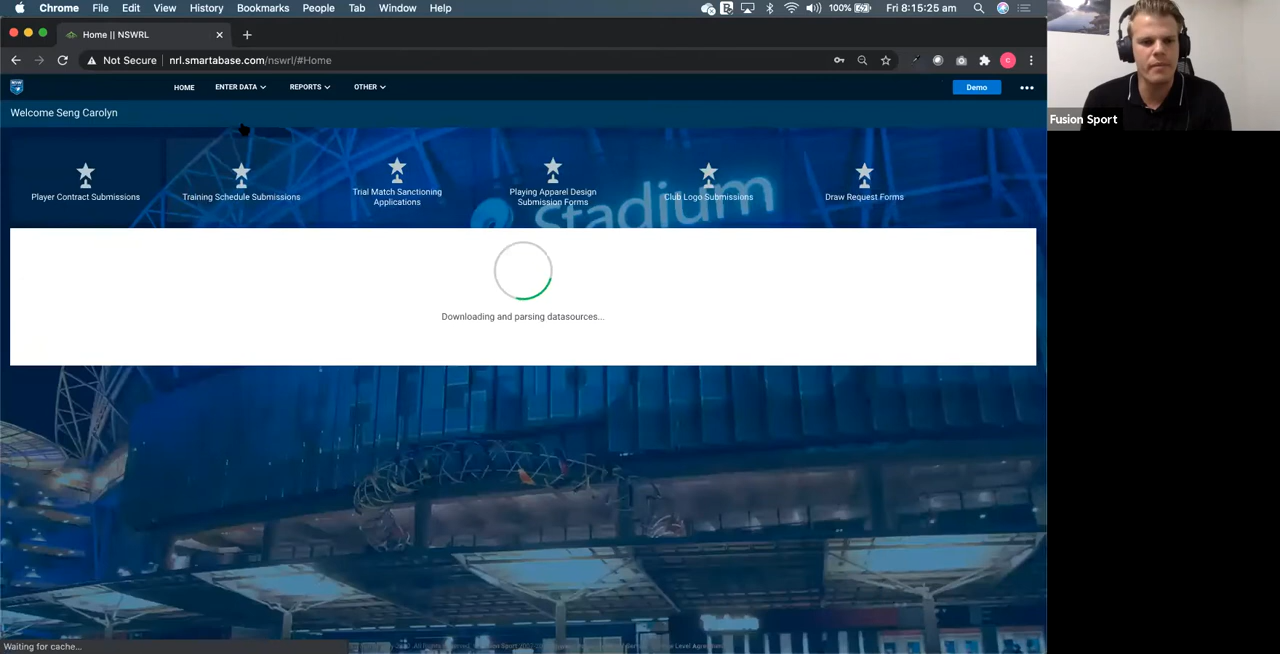 Chrome File Edit View History Bookmarks People Tab Window Help 100% Fri 8:15:25 am
Home || NSWRL
Not Secure nrl.smartabase.com/nswrl/#Home
HOME ENTER DATA REPORTS OTHER Demo
Welcome Seng Carolyn
Fusion Sport
Stadium
Player Contract Submissions
Training Schedule Submissions
Trial Match Sanctioning
Applications
Playing Apparel Design
Submission Forms
Club Logo Submissions
Draw Request Forms
Downloading and parsing datasources...
Waiting for cache...